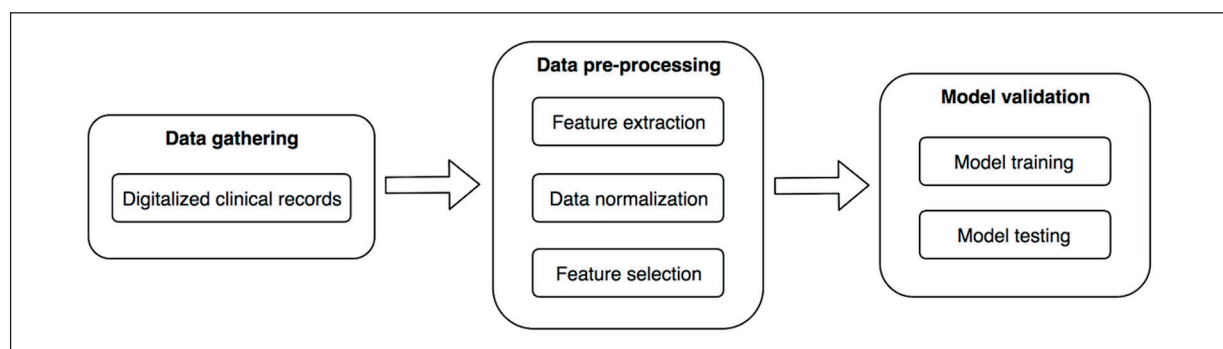 Data gathering
Digitalized clinical records
Data pre-processing
Feature extraction
Data normalization
Feature selection
Model validation
Model training
Model testing